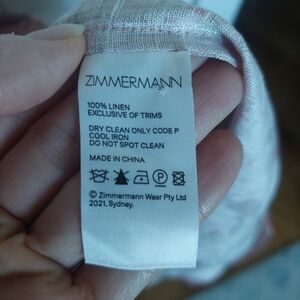 ZIMMERMANN
100% LINEN
EXCLUSIVE OF TRIMS
DRY CLEAN ONLY CODE P
COOL IRON
DO NOT SPOT CLEAN
MADE IN CHINA
P
© Zimmermann Wear Pty Ltd
2021, Sydney.